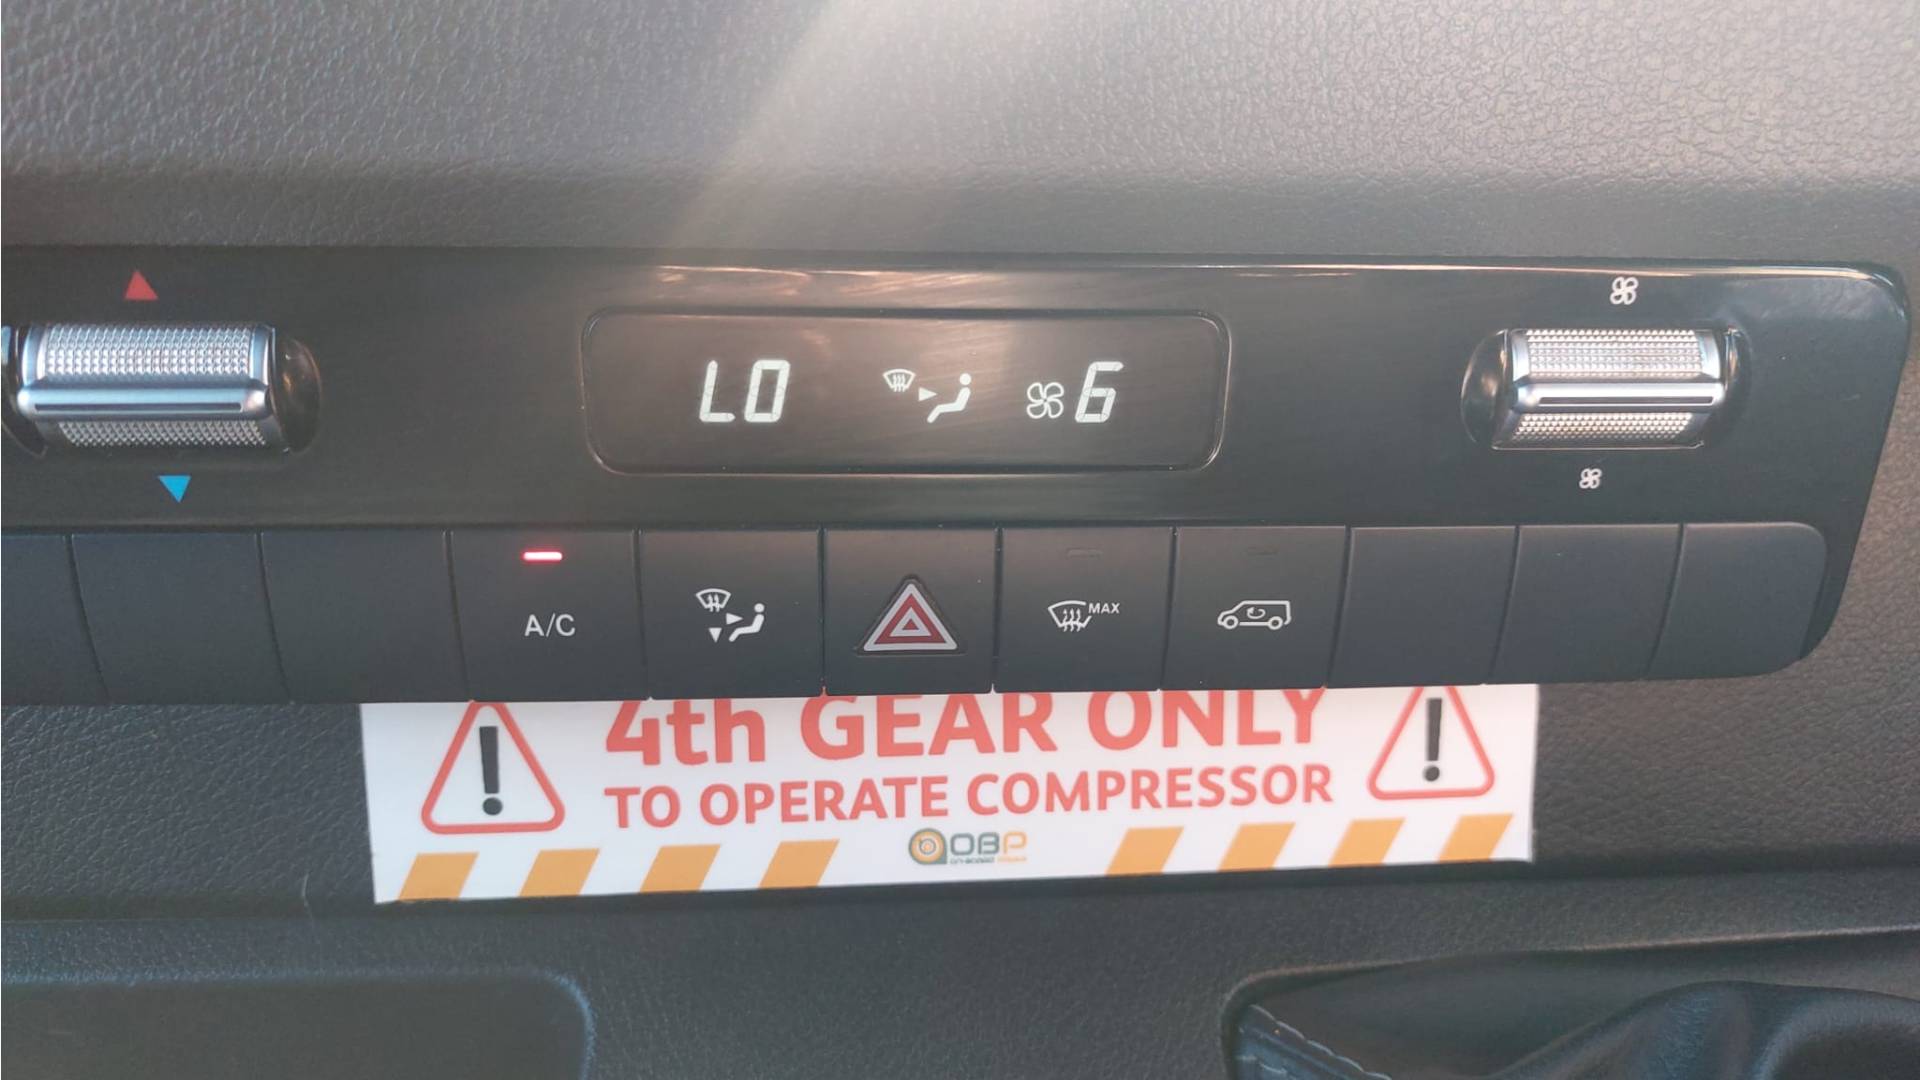 LO 6
A/C
MAX
4th GEAR ONLY
TO OPERATE COMPRESSOR
OBP